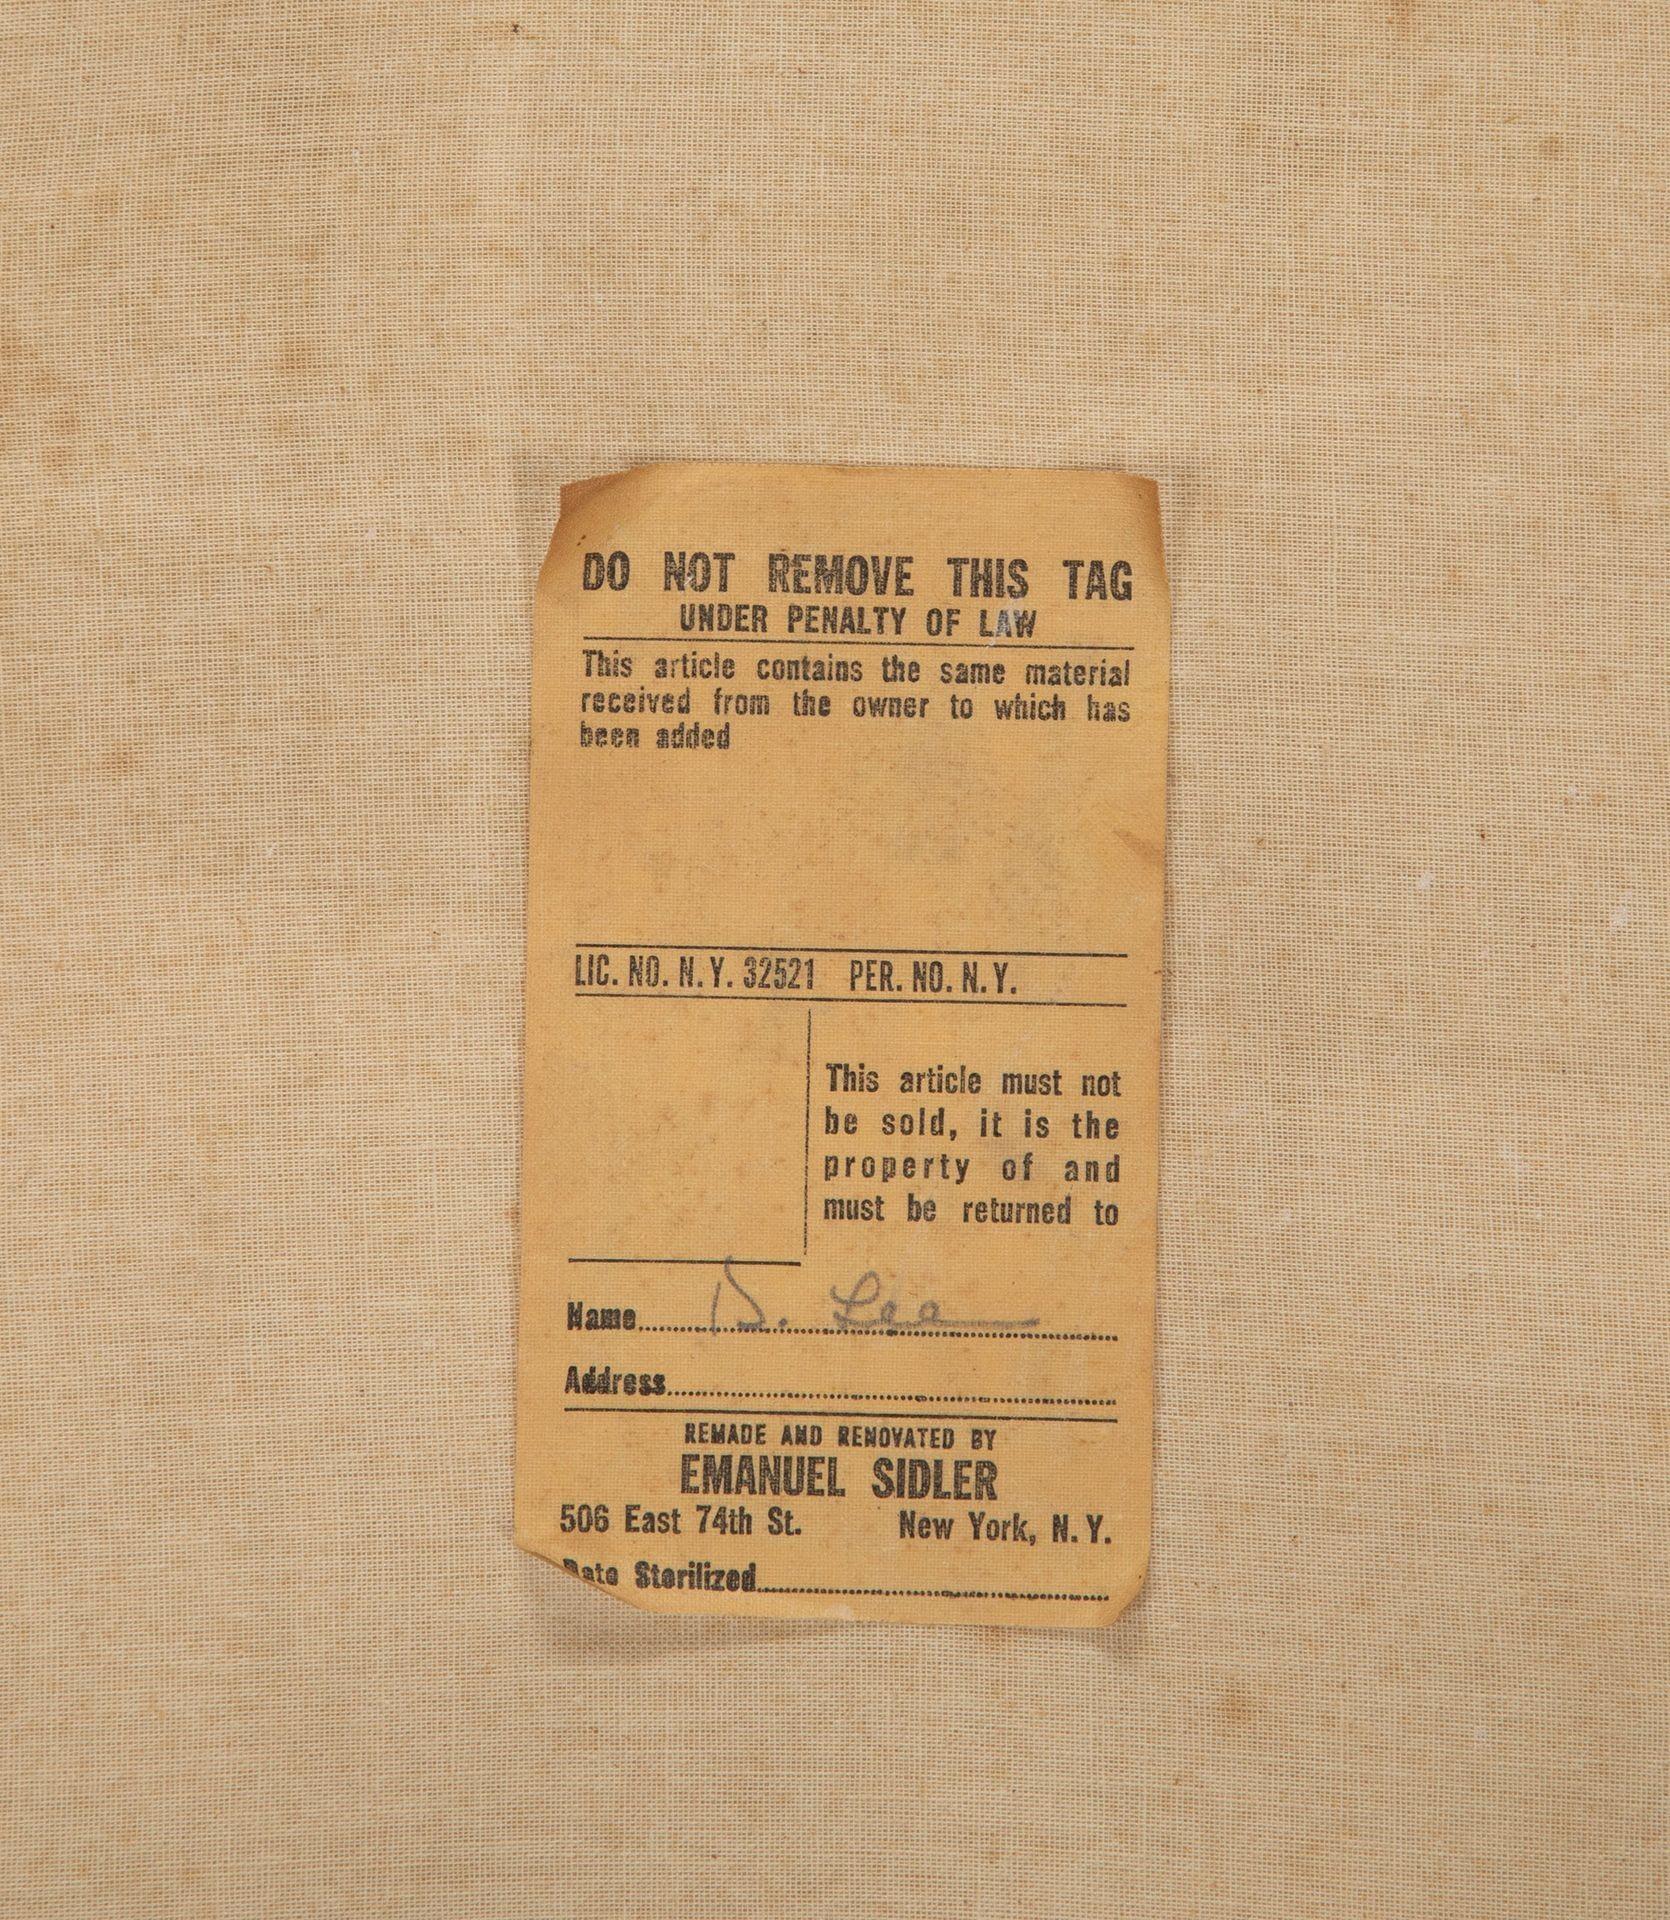 DO NOT REMOVE THIS TAG
UNDER PENALTY OF LAW
This article contains the same material
received from the owner to which has
been added
LIC. NO. N.Y. 32521 PER. NO. N.Y.
This article must not
be sold, it is the
property of and
must be returned to
Name D. Lee
Address
REMADE AND RENOVATED BY
EMANUEL SIDLER
506 East 74th St. New York, N.Y.
Date Sterilized